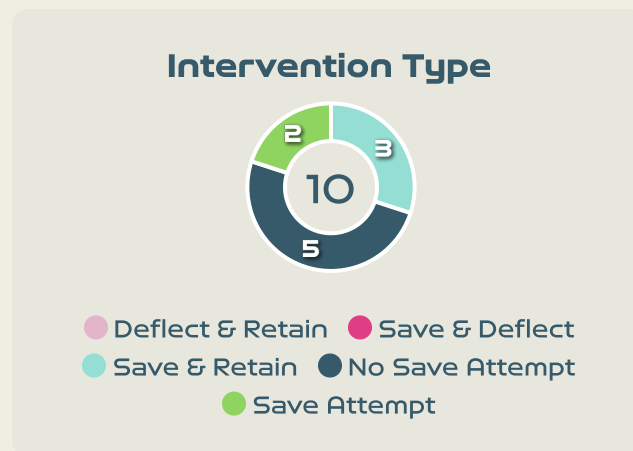 Intervention Type
2
3
10
5
Deflect & Retain
Save & Deflect
Save & Retain
No Save Attempt
Save Attempt